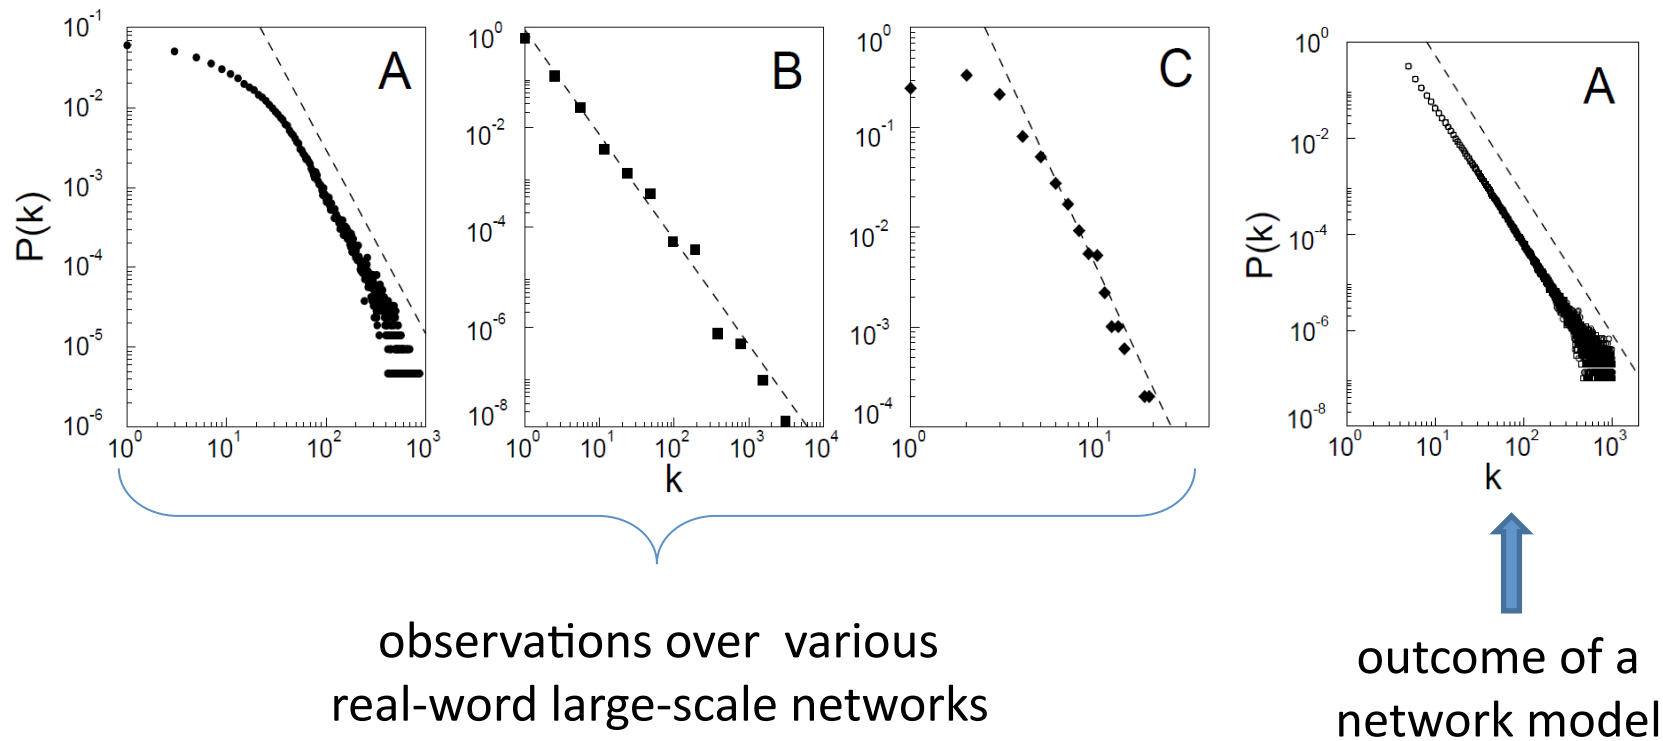 P(k)
10^-1
10^-2
10^-3
10^-4
10^-5
10^-6
10^0 10^1 10^2 10^3
A
10^0
10^-2
10^-4
10^-6
10^-8
10^0 10^1 10^2 10^3 10^4
B
k
10^0
10^-1
10^-2
10^-3
10^-4
10^0 10^1
C
P(k)
10^0
10^-2
10^-4
10^-6
10^-8
10^0 10^1 10^2 10^3
A
k
observations over various
real-word large-scale networks
outcome of a
network model